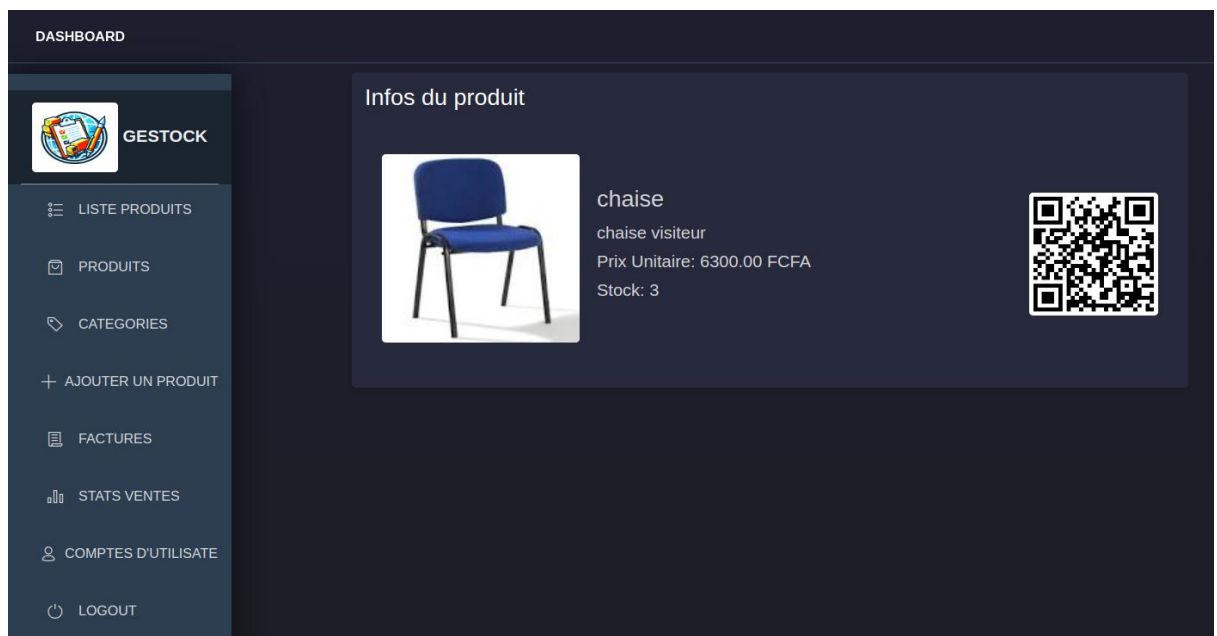 DASHBOARD
GESTOCK
LISTE PRODUITS
PRODUITS
CATEGORIES
AJOUTER UN PRODUIT
FACTURES
STATS VENTES
COMPTES D'UTILISATE
LOGOUT
Infos du produit
chaise
chaise visiteur
Prix Unitaire: 6300.00 FCFA
Stock: 3